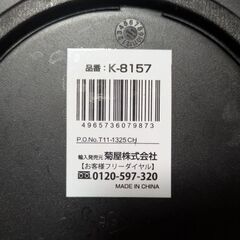 品番：K-8157
4965736079873
P.O.No.T11-1325 CHJ
輸入発売元 菊屋株式会社
【お客様フリーダイヤル】
0120-597-320
MADE IN CHINA